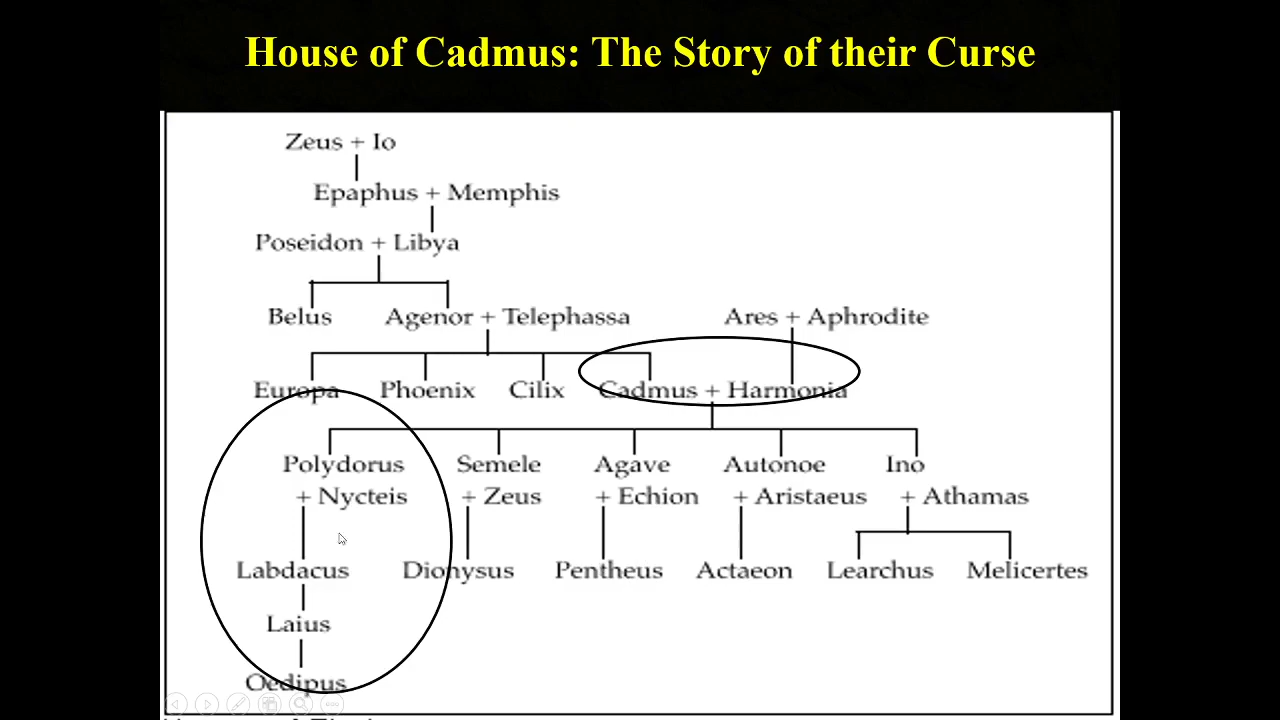 House of Cadmus: The Story of their Curse
Zeus + Io
Epaphus + Memphis
Poseidon + Libya
Belus Agenor + Telephassa Ares + Aphrodite
Europa Phoenix Cilix Cadmus + Harmonia
Polydorus Semele Agave Autonoe Ino
+ Nycteis + Zeus + Echion + Aristaeus + Athamas
Labdacus Dionysus Pentheus Actaeon Learchus Melicertes
Laius
Oedipus